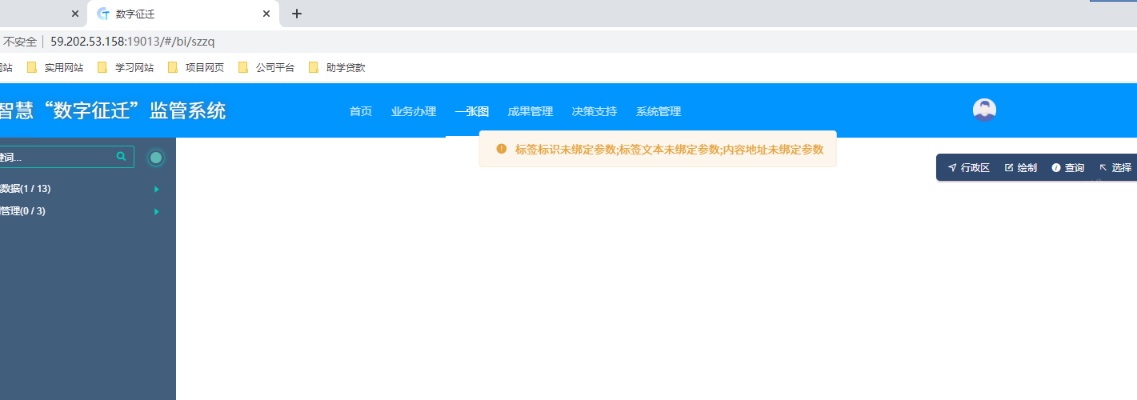 数字征迁
不安全 59.202.53.158:19013/#/bi/szzq
网站 实用网站 学习网站 项目网页 公司平台 助学贷款
智慧“数字征迁”监管系统
首页 业务办理 一张图 成果管理 决策支持 系统管理
标签标识未绑定参数;标签文本未绑定参数;内容地址未绑定参数
键词...
行政区 绘制 查询 选择
数据(1 / 13)
管理(0 / 3)